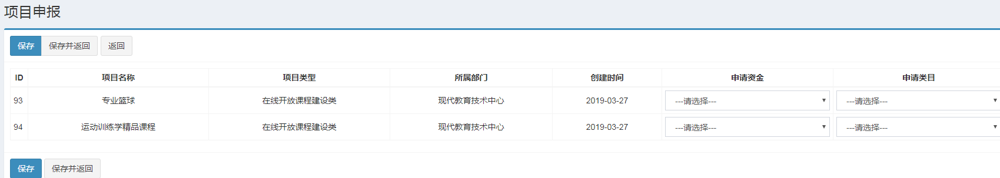 项目申报
保存 保存并返回 返回
ID 项目名称 项目类型 所属部门 创建时间 申请资金 申请类目
93 专业篮球 在线开放课程建设类 现代教育技术中心 2019-03-27 ---请选择--- ---请选择---
94 运动训练学精品课程 在线开放课程建设类 现代教育技术中心 2019-03-27 ---请选择--- ---请选择---
保存 保存并返回